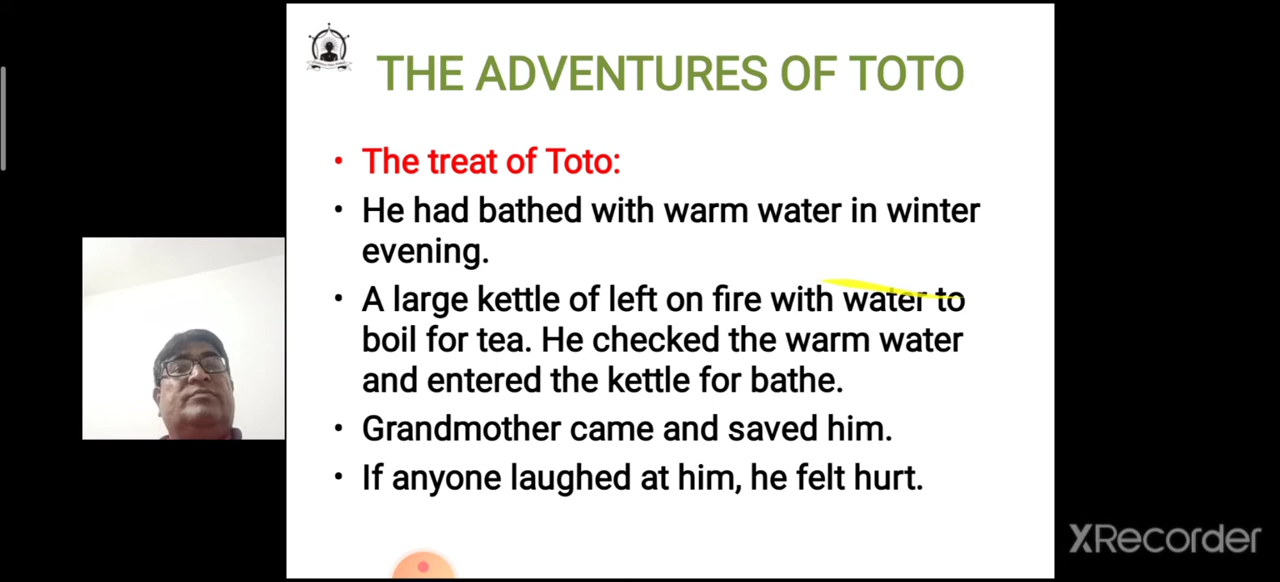 THE ADVENTURES OF TOTO
• The treat of Toto:
• He had bathed with warm water in winter
evening.
• A large kettle of left on fire with water to
boil for tea. He checked the warm water
and entered the kettle for bathe.
• Grandmother came and saved him.
• If anyone laughed at him, he felt hurt.
XRecorder